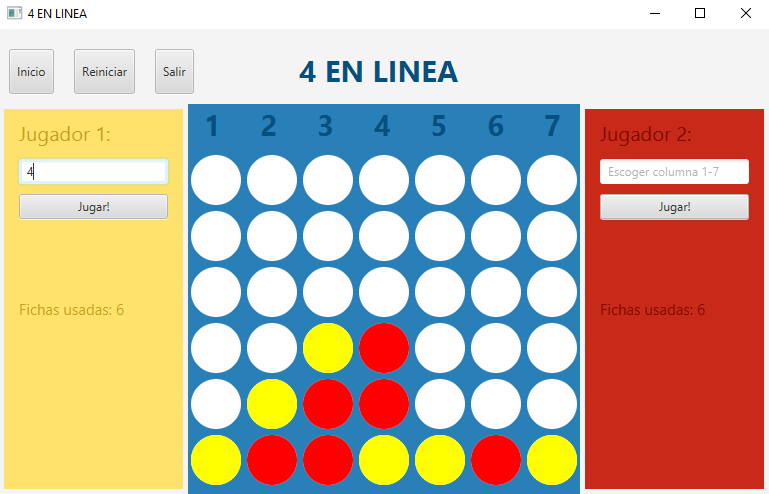 4 EN LINEA
Inicio
Reiniciar
Salir
4 EN LINEA
Jugador 1:
4
Jugar!
Fichas usadas: 6
1 2 3 4 5 6 7
Jugador 2:
Escoger columna 1-7
Jugar!
Fichas usadas: 6